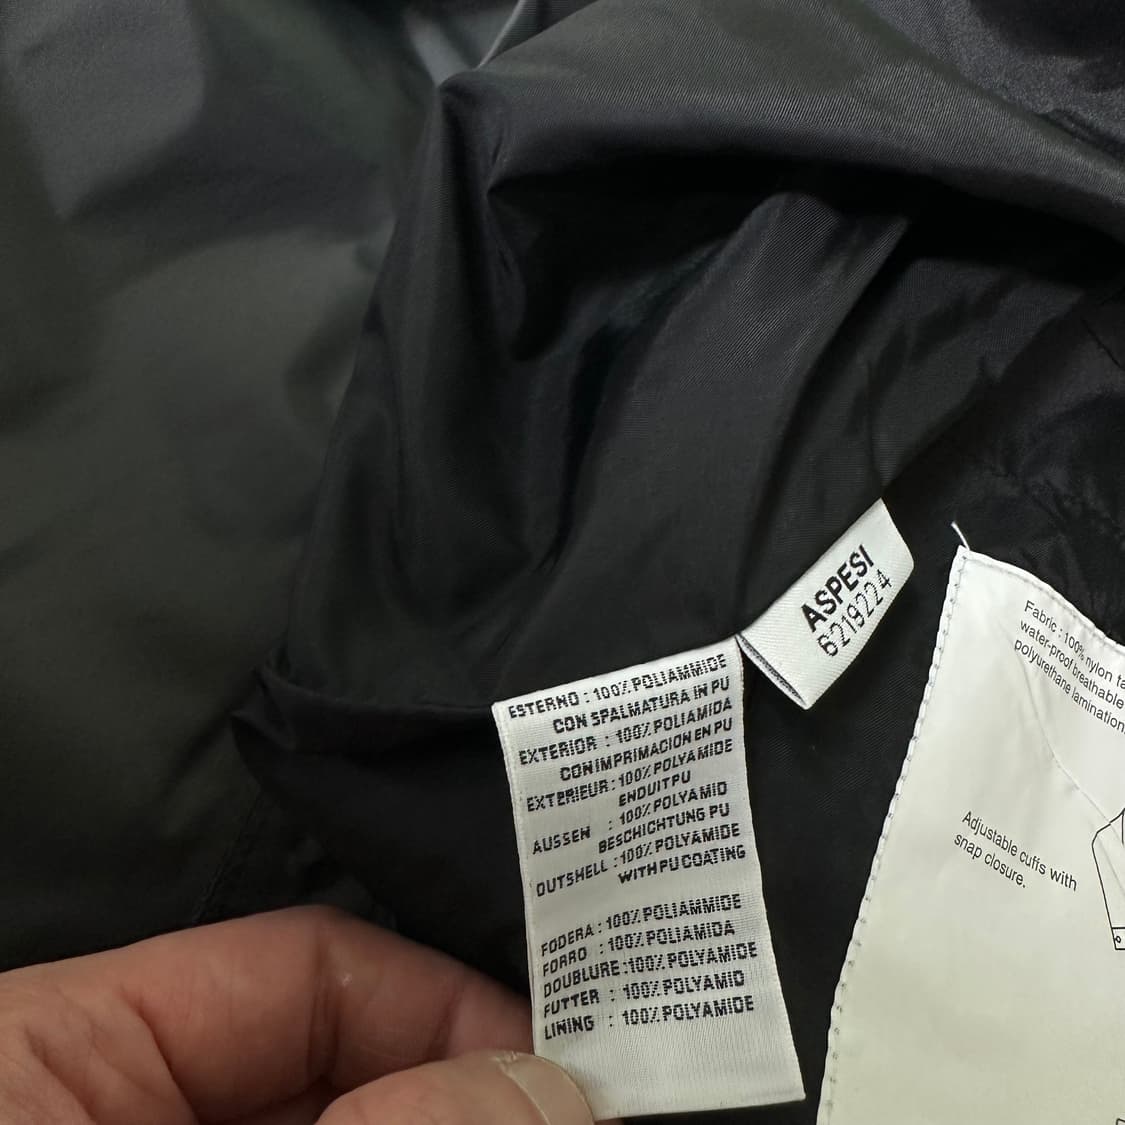 ASPESI
6219224
ESTERNO : 100% POLIAMMIDE
CON SPALMATURA IN PU
EXTERIOR : 100% POLIAMIDA
CON IMPRIMACION EN PU
EXTERIEUR : 100% POLYAMIDE
ENDUIT PU
AUSSEN : 100% POLYAMID
BESCHICHTUNG PU
OUTSHELL : 100% POLYAMIDE
WITH PU COATING
FODERA : 100% POLIAMMIDE
FORRO : 100% POLIAMIDA
DOUBLURE : 100% POLYAMIDE
FUTTER : 100% POLYAMID
LINING : 100% POLYAMIDE
Fabric : 100% nylon
water-proof breathable
polyurethane lamination
Adjustable cuffs with
snap closure.